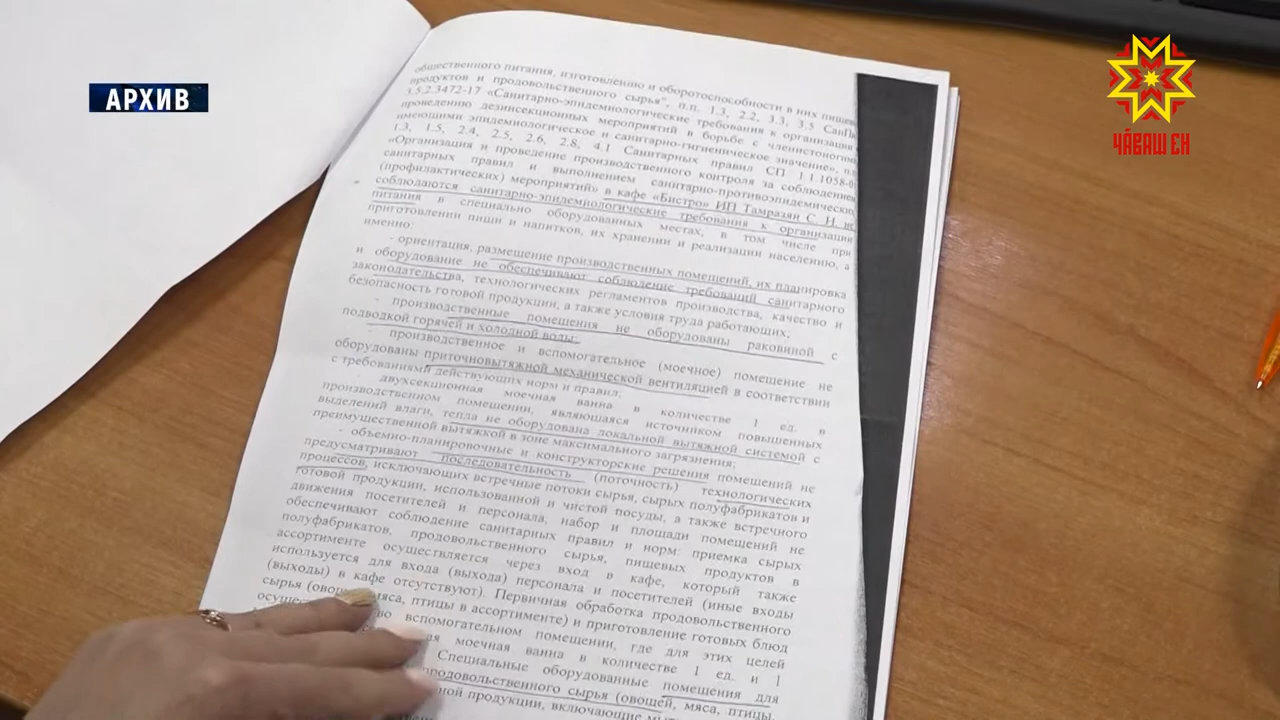 АРХИВ
ЧӐВАШ ЕН
общественного питания, изготовлению и оборотоспособности в них пищев
продуктов и продовольственного сырья", п.п. 1.3, 2.2, 3.3, 3.5 СанПи
3.5.2.3472-17 «Санитарно-эпидемиологические требования к организации
проведению дезинсекционных мероприятий в борьбе с членистоногим
имеющими эпидемиологическое и санитарно-гигиеническое значение», п.п
1.3, 1.5, 2.4, 2.5, 2.6, 2.8, 4.1 Санитарных правил СП 1.1.1058-0
«Организация и проведение производственного контроля за соблюдением
санитарных правил и выполнением санитарно-противоэпидемических
(профилактических) мероприятий» в кафе «Бистро» ИП Тамразян С. Н. не
соблюдаются санитарно-эпидемиологические требования к организации
питания в специально оборудованных местах, в том числе при
приготовлении пищи и напитков, их хранении и реализации населению, а
именно:
- ориентация, размещение производственных помещений, их планировка
и оборудование не обеспечивают соблюдение требований санитарного
законодательства, технологических регламентов производства, качество и
безопасность готовой продукции, а также условия труда работающих;
- производственные помещения не оборудованы раковиной с
подводкой горячей и холодной воды;
- производственное и вспомогательное (моечное) помещение не
оборудованы приточновытяжной механической вентиляцией в соответствии
с требованиями действующих норм и правил;
- двухсекционная моечная ванна в количестве 1 ед. в
производственном помещении, являющаяся источником повышенных
выделений влаги, тепла не оборудована локальной вытяжной системой с
преимущественной вытяжкой в зоне максимального загрязнения;
- объемно-планировочные и конструкторские решения помещений не
предусматривают последовательность (поточность) технологических
процессов, исключающих встречные потоки сырья, сырых полуфабрикатов и
готовой продукции, использованной и чистой посуды, а также встречного
движения посетителей и персонала, набор и площади помещений не
обеспечивают соблюдение санитарных правил и норм: приемка сырых
полуфабрикатов, продовольственного сырья, пищевых продуктов в
ассортименте осуществляется через вход в кафе, который также
используется для входа (выхода) персонала и посетителей (иные входы
(выходы) в кафе отсутствуют). Первичная обработка продовольственного
сырья мяса, птицы в ассортименте) и приготовление готовых блюд
вспомогательном помещении, где для этих целей
моечная ванна в количестве 1 ед. и 1
Специальные оборудованные помещения для
продовольственного сырья (овощей, мяса, птицы,
продукции, включающие